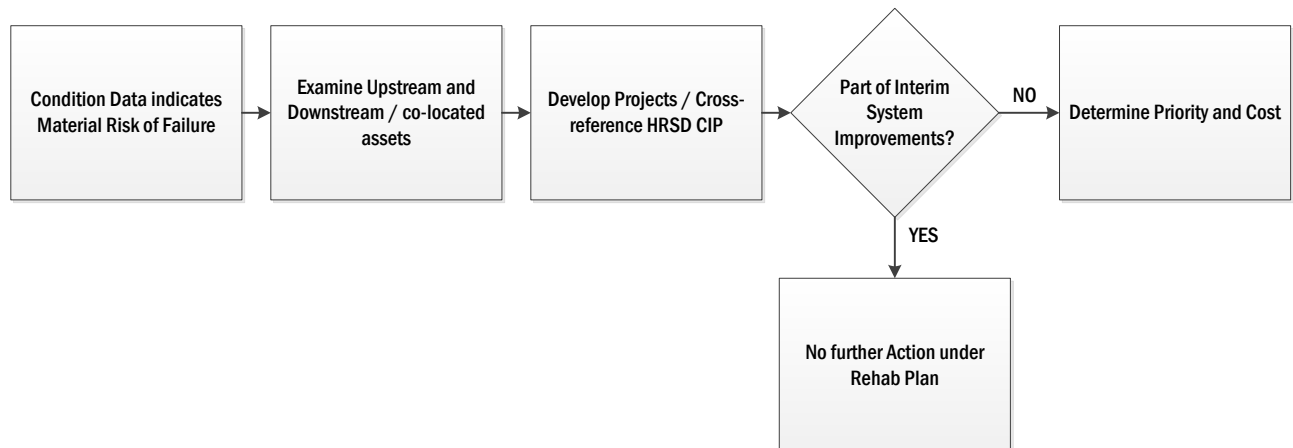 Condition Data indicates
Material Risk of Failure
Examine Upstream and
Downstream / co-located
assets
Develop Projects / Cross-
reference HRSD CIP
Part of Interim
System
Improvements?
NO
Determine Priority and Cost
YES
No further Action under
Rehab Plan